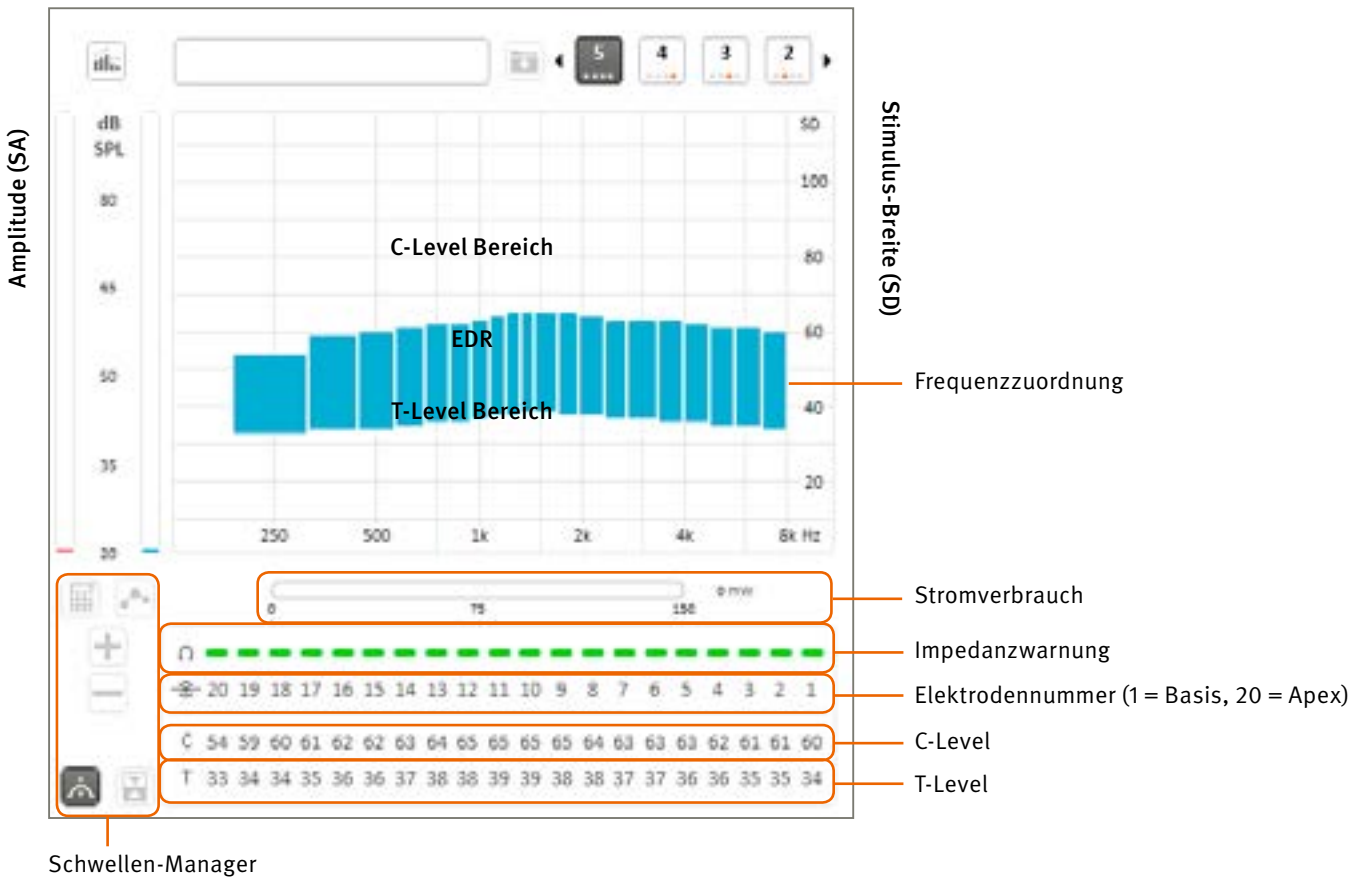 5 4 3 2
Amplitude (SA)
Stimulus-Breite (SD)
dB
SPL
80
65
50
35
20
SD
100
80
60
40
20
C-Level Bereich
EDR
T-Level Bereich
Frequenzzuordnung
250 500 1k 2k 4k 8k Hz
0 mW
0 75 150
Stromverbrauch
Impedanzwarnung
20 19 18 17 16 15 14 13 12 11 10 9 8 7 6 5 4 3 2 1
Elektrodennummer (1 = Basis, 20 = Apex)
C 54 59 60 61 62 62 63 64 65 65 65 65 64 63 63 63 62 61 61 60
C-Level
T 33 34 34 35 36 36 37 38 38 39 39 38 38 37 37 36 36 35 35 34
T-Level
Schwellen-Manager